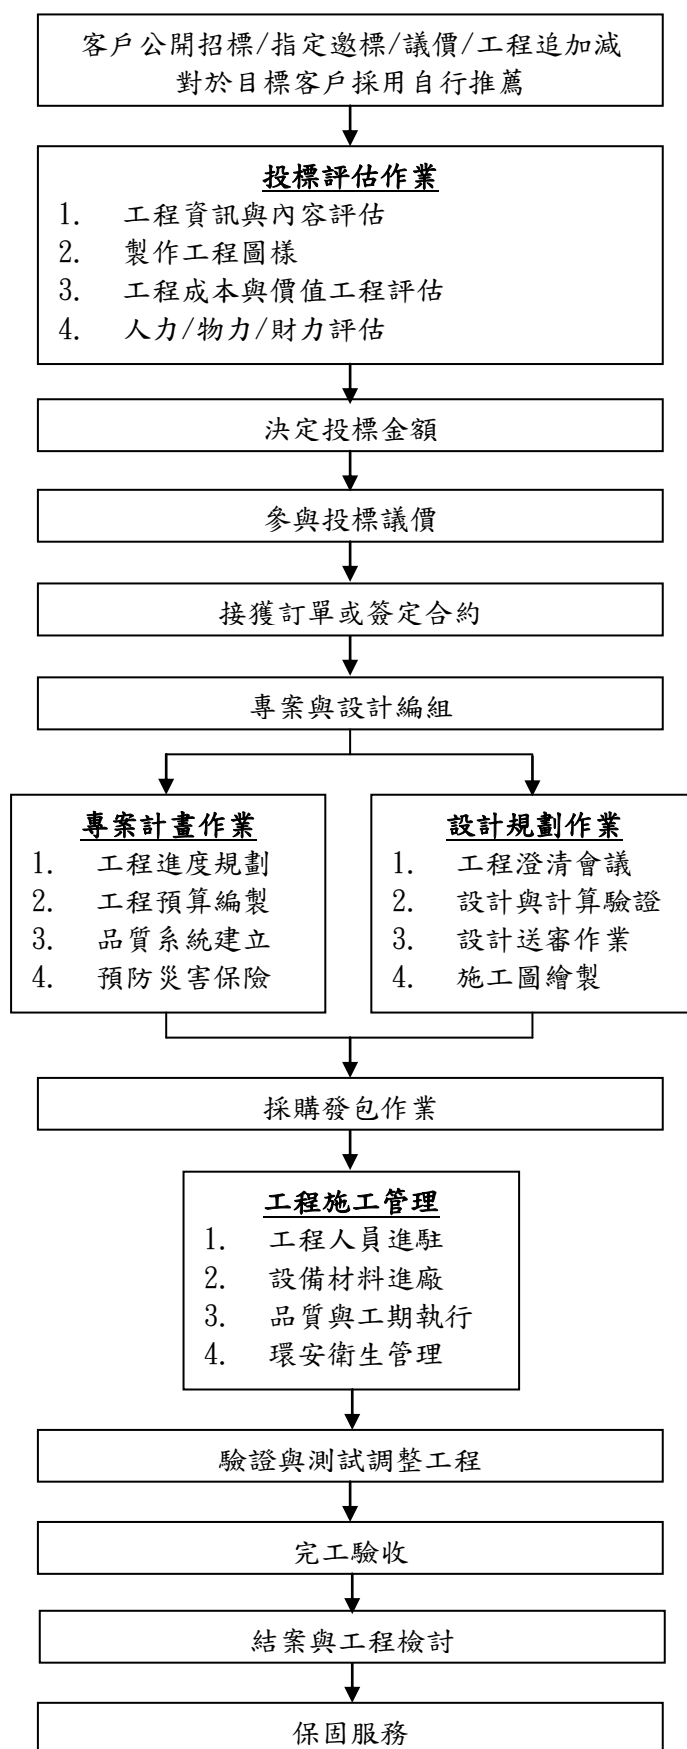 客戶公開招標/指定邀標/議價/工程追加減
對於目標客戶採用自行推薦
投標評估作業
1. 工程資訊與內容評估
2. 製作工程圖樣
3. 工程成本與價值工程評估
4. 人力/物力/財力評估
決定投標金額
參與投標議價
接獲訂單或簽定合約
專案與設計編組
專案計畫作業
1. 工程進度規劃
2. 工程預算編製
3. 品質系統建立
4. 預防災害保險
設計規劃作業
1. 工程澄清會議
2. 設計與計算驗證
3. 設計送審作業
4. 施工圖繪製
採購發包作業
工程施工管理
1. 工程人員進駐
2. 設備材料進廠
3. 品質與工期執行
4. 環安衛生管理
驗證與測試調整工程
完工驗收
結案與工程檢討
保固服務